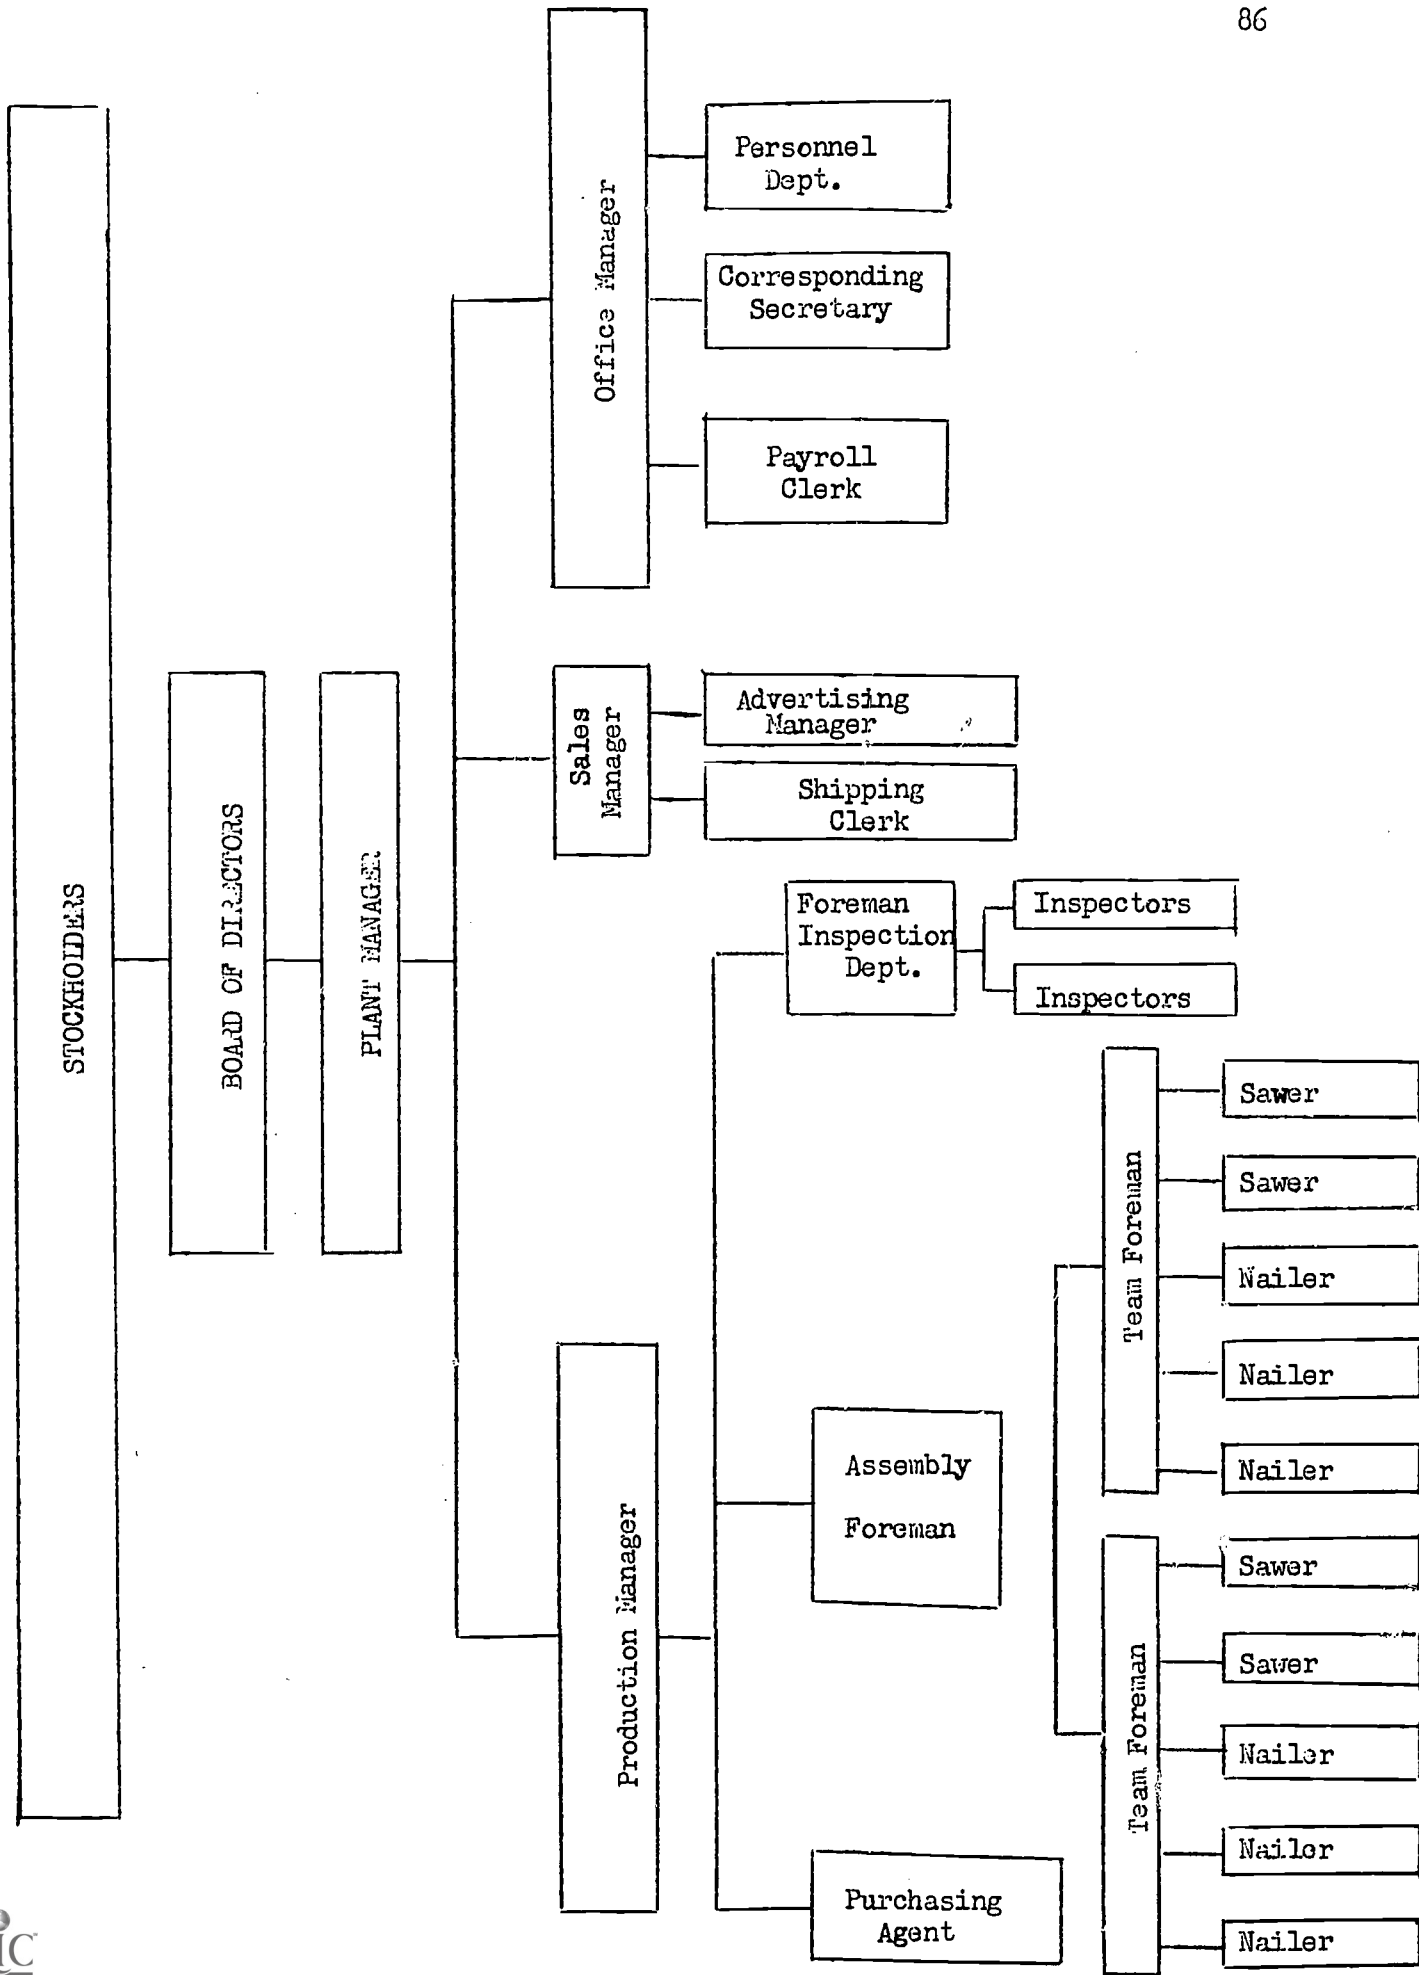 86
STOCKHOLDERS
BOARD OF DIRECTORS
PLANT MANAGER
Office Manager
Personnel
Dept.
Corresponding
Secretary
Payroll
Clerk
Sales
Manager
Advertising
Manager
Shipping
Clerk
Production Manager
Foreman
Inspection
Dept.
Inspectors
Inspectors
Assembly
Foreman
Purchasing
Agent
Team Foreman
Sawer
Sawer
Nailer
Nailer
Nailer
Team Foreman
Sawer
Sawer
Nailer
Nailer
Nailer